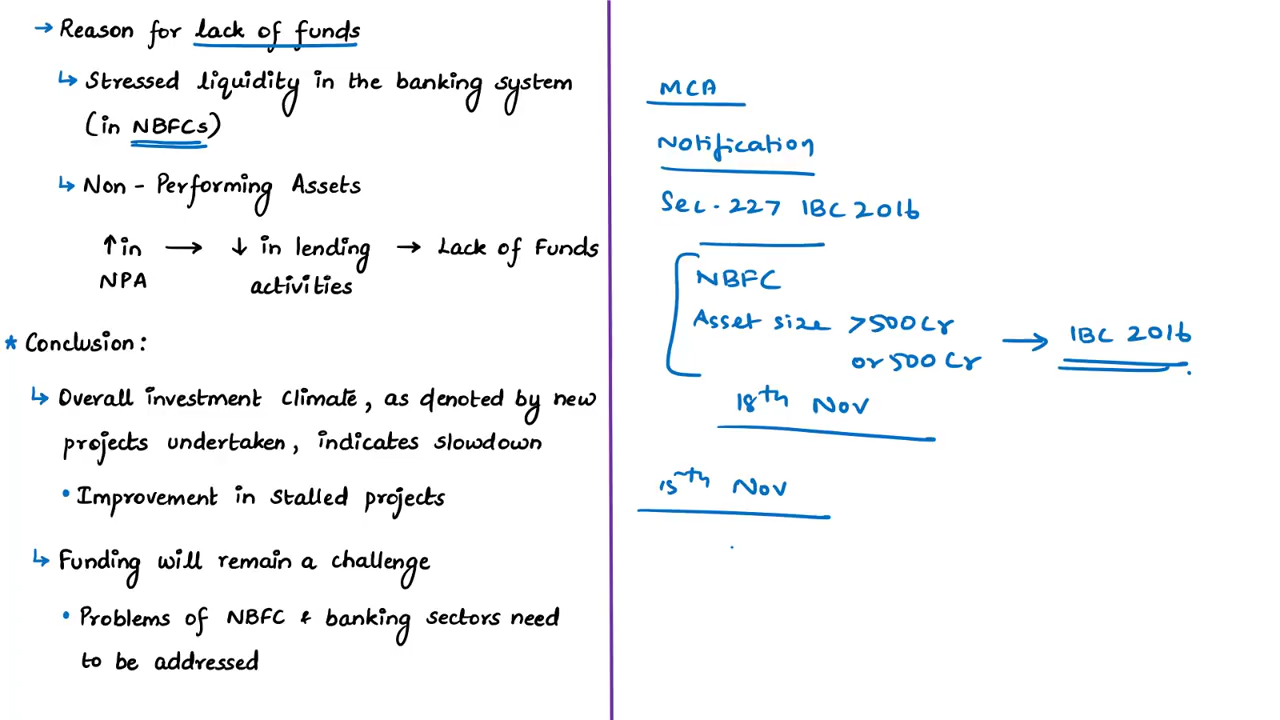 → Reason for lack of funds
↳ Stressed liquidity in the banking system
(in NBFCs)
↳ Non - Performing Assets
↑ in → ↓ in lending → Lack of Funds
NPA activities
* Conclusion:
↳ Overall investment Climate, as denoted by new
projects undertaken, indicates slowdown
• Improvement in Stalled projects
↳ Funding will remain a challenge
• Problems of NBFC & banking sectors need
to be addressed
MCA
Notification
Sec. 227 IBC 2016
NBFC
Asset size >500 Cr
or 500 Cr → IBC 2016.
18th Nov
15th Nov